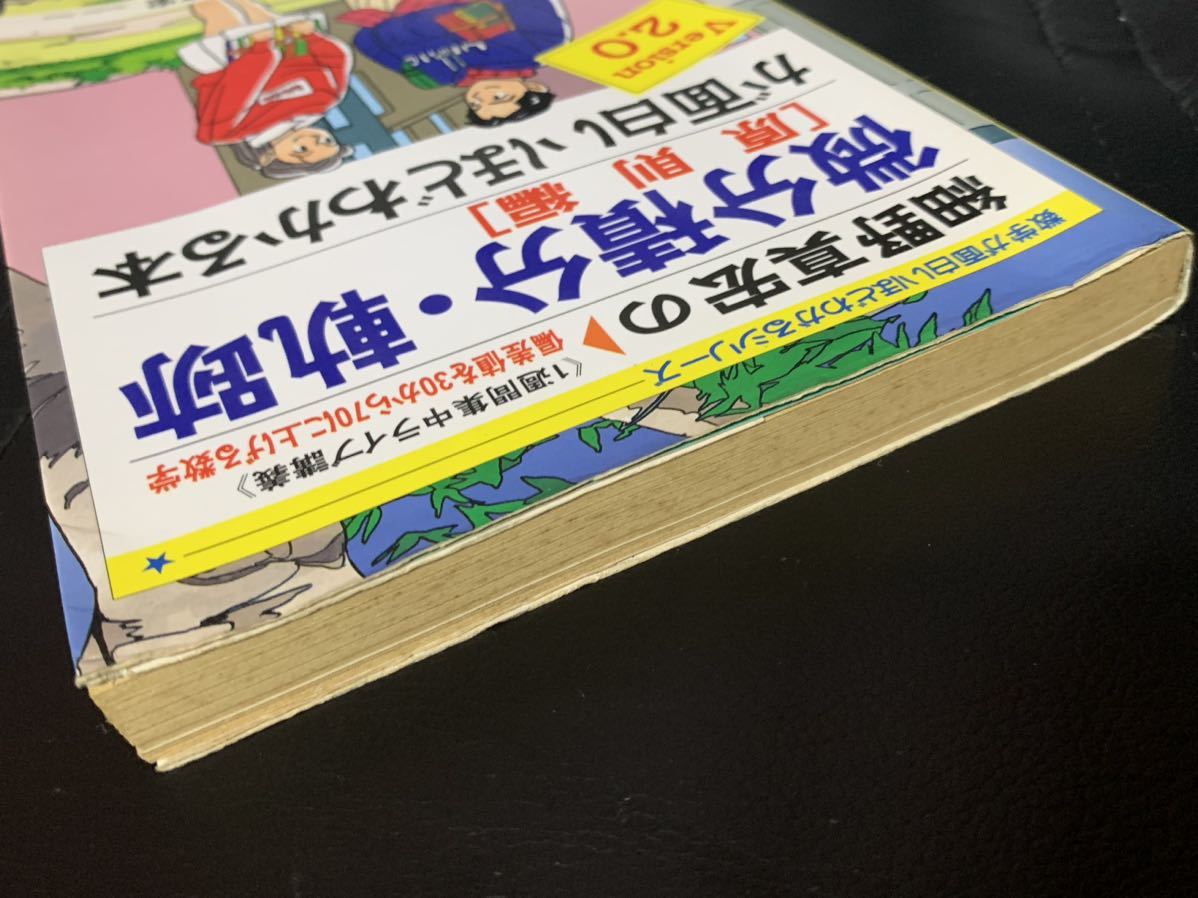 数学が面白いほどわかるシリーズ ★
細野真宏の
《1週間集中ライブ講義》
偏差値を30から70に上げる数学
微分積分・軌跡
[原則編]
が面白いほどわかる本
Version
2.0